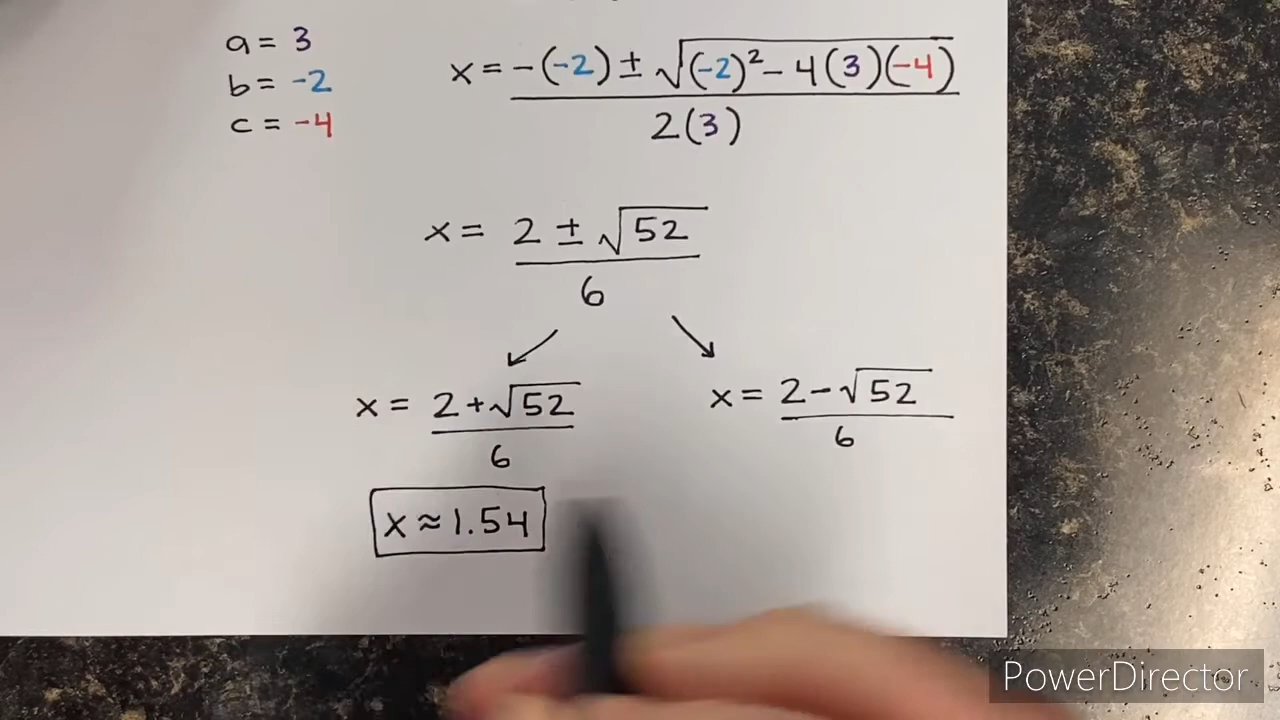 a = 3
b = -2
c = -4
x = -(-2) ± √(-2)² - 4(3)(-4)
2(3)
x = 2 ± √52
6
x = 2 + √52
6
x = 2 - √52
6
x ≈ 1.54
PowerDirector